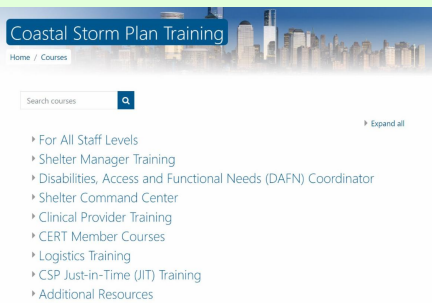 Coastal Storm Plan Training
Home / Courses
Search courses
Expand all
For All Staff Levels
Shelter Manager Training
Disabilities, Access and Functional Needs (DAFN) Coordinator
Shelter Command Center
Clinical Provider Training
CERT Member Courses
Logistics Training
CSP Just-in-Time (JIT) Training
Additional Resources